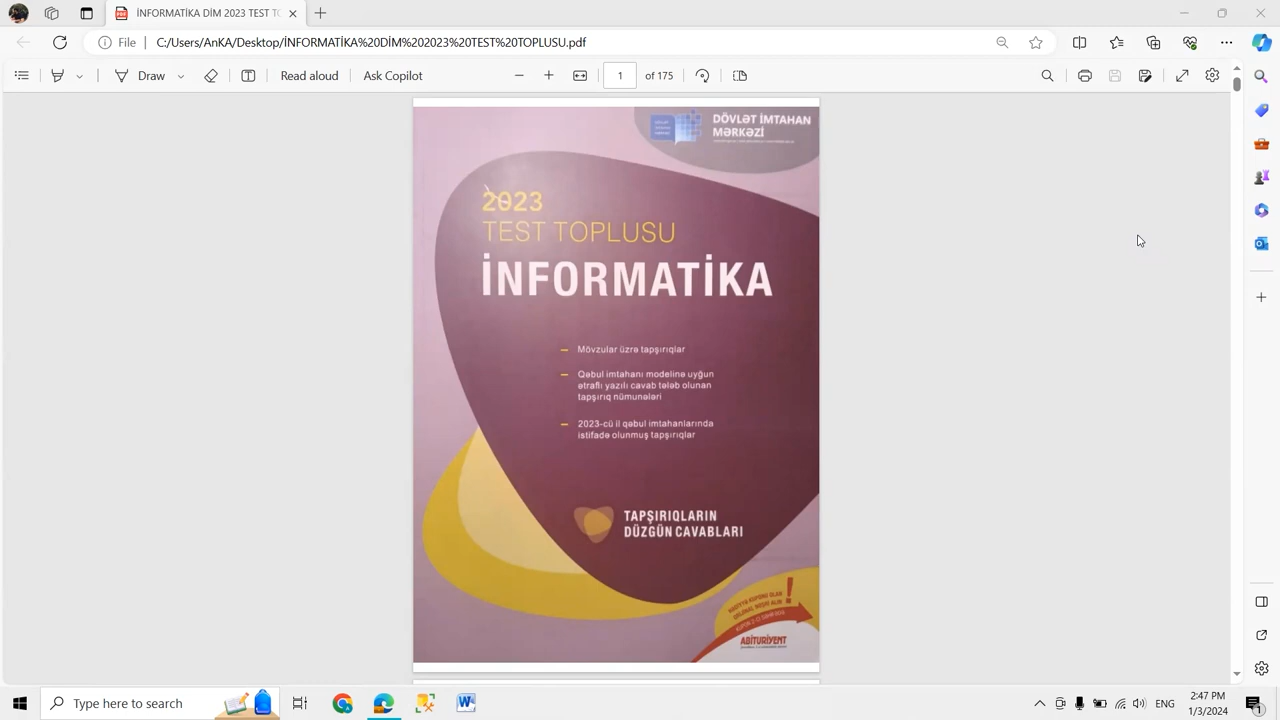 İNFORMATİKA DİM 2023 TEST TO
File
C:/Users/AnKA/Desktop/İNFORMATİKA%20DİM%202023%20TEST%20TOPLUSU.pdf
Draw
Read aloud
Ask Copilot
1
of 175
DÖVLƏT İMTAHAN
MƏRKƏZİ
2023
TEST TOPLUSU
İNFORMATİKA
Mövzular üzrə tapşırıqlar
Qəbul imtahanı modelinə uyğun
ətraflı yazılı cavab tələb olunan
tapşırıq nümunələri
2023-cü il qəbul imtahanlarında
istifadə olunmuş tapşırıqlar
TAPŞIRIQLARIN
DÜZGÜN CAVABLARI
ABİTURİYENT
Type here to search
ENG
2:47 PM
1/3/2024